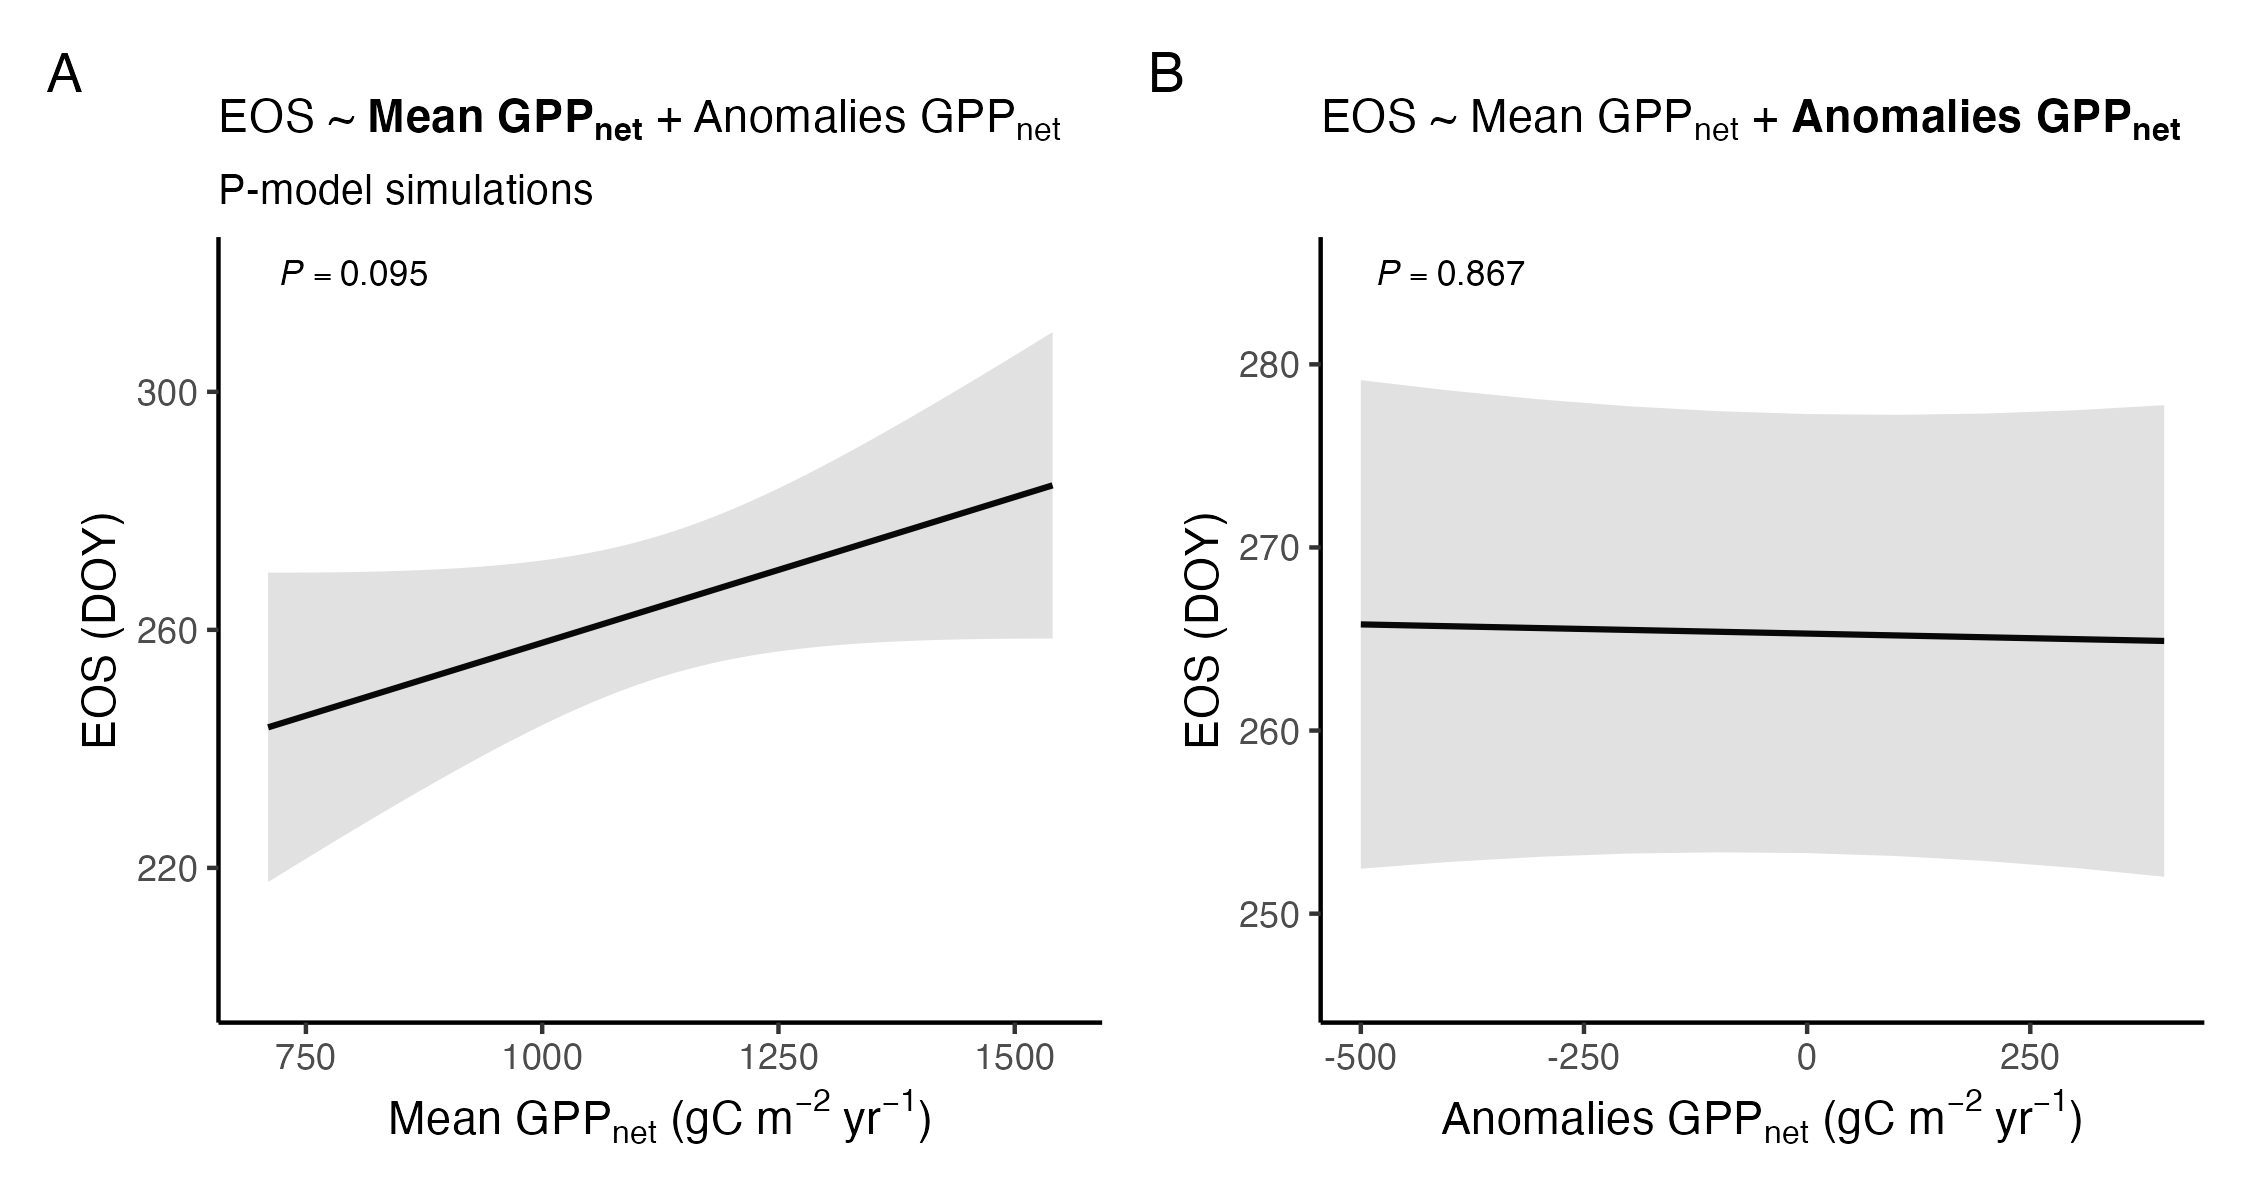 A
EOS ~ Mean GPPnet + Anomalies GPPnet
P-model simulations
P = 0.095
EOS (DOY)
300
260
220
750 1000 1250 1500
Mean GPPnet (gC m−2 yr−1)
B
EOS ~ Mean GPPnet + Anomalies GPPnet
P = 0.867
EOS (DOY)
280
270
260
250
-500 -250 0 250
Anomalies GPPnet (gC m−2 yr−1)